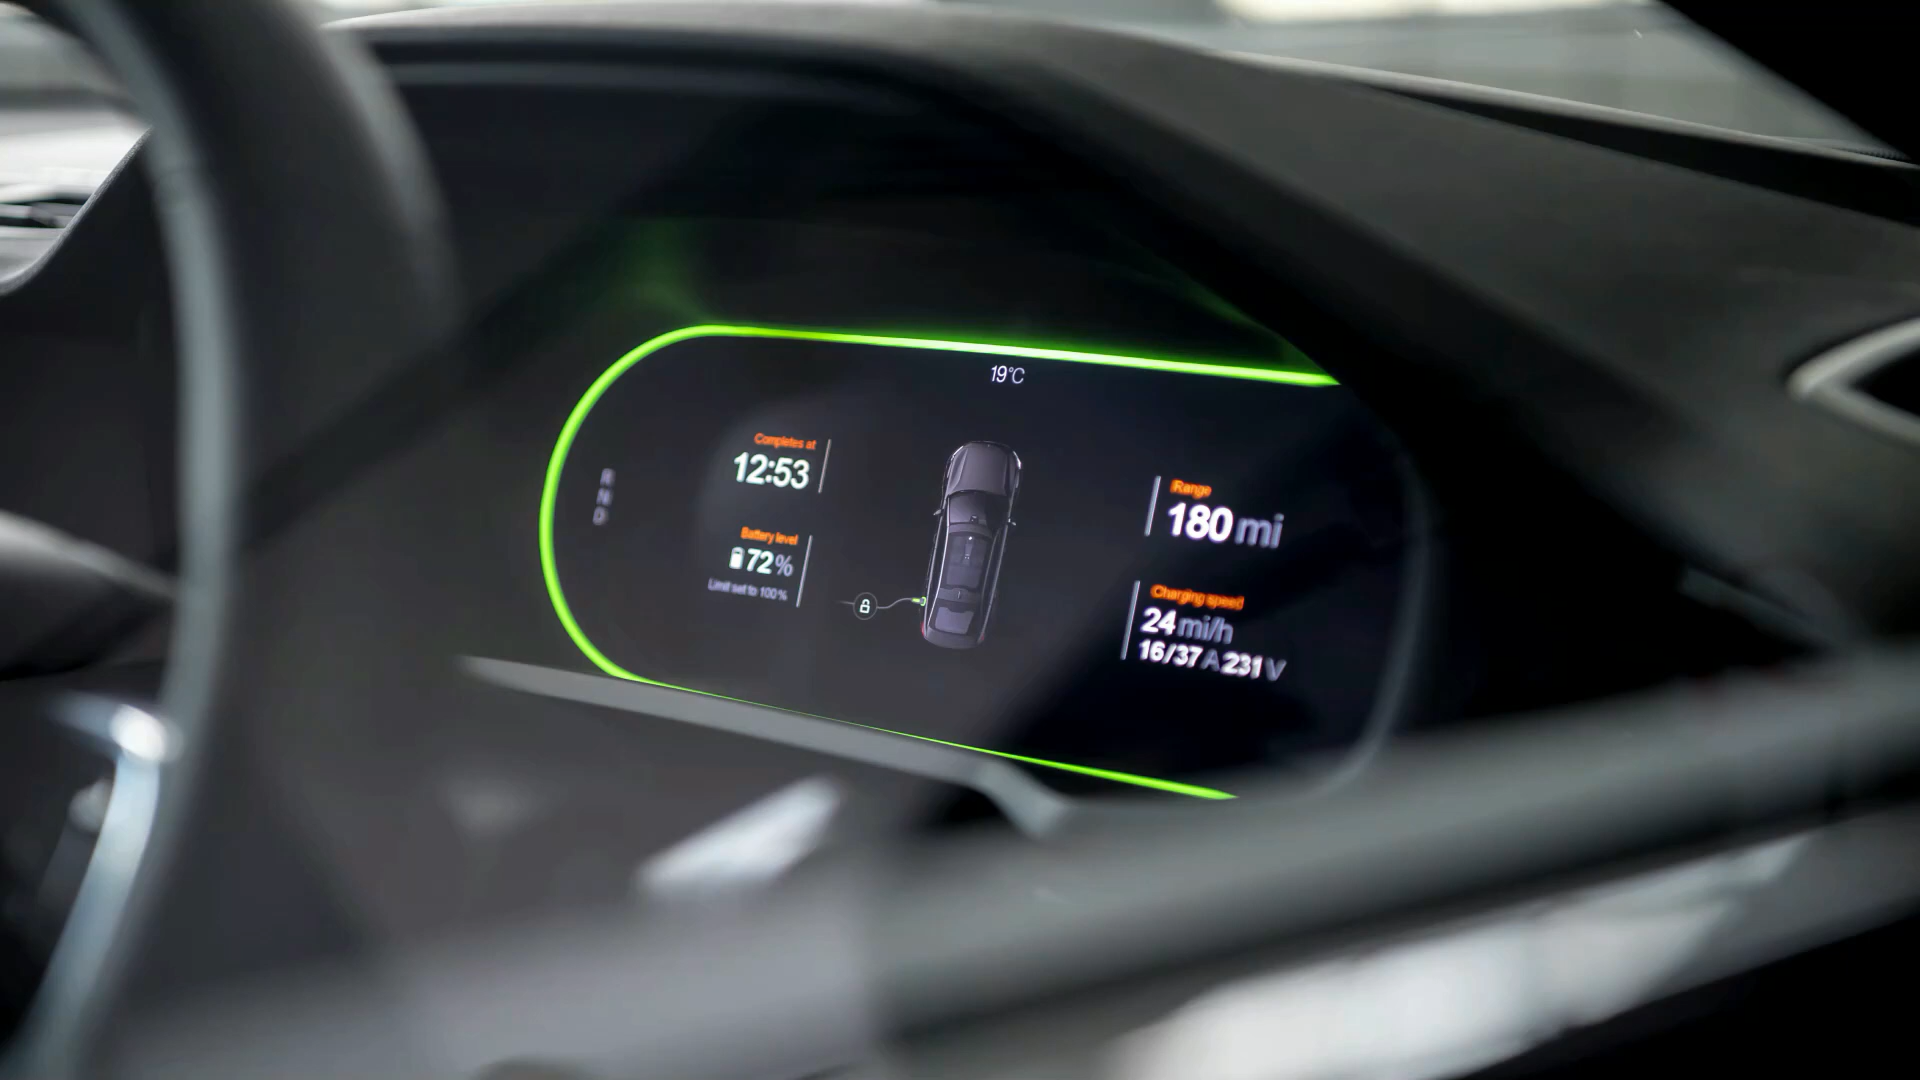 19°C
Completes at
12:53
R
N
D
Battery level
72%
Limit set to 100%
Range
180 mi
Charging speed
24 mi/h
16/37 A 231 V